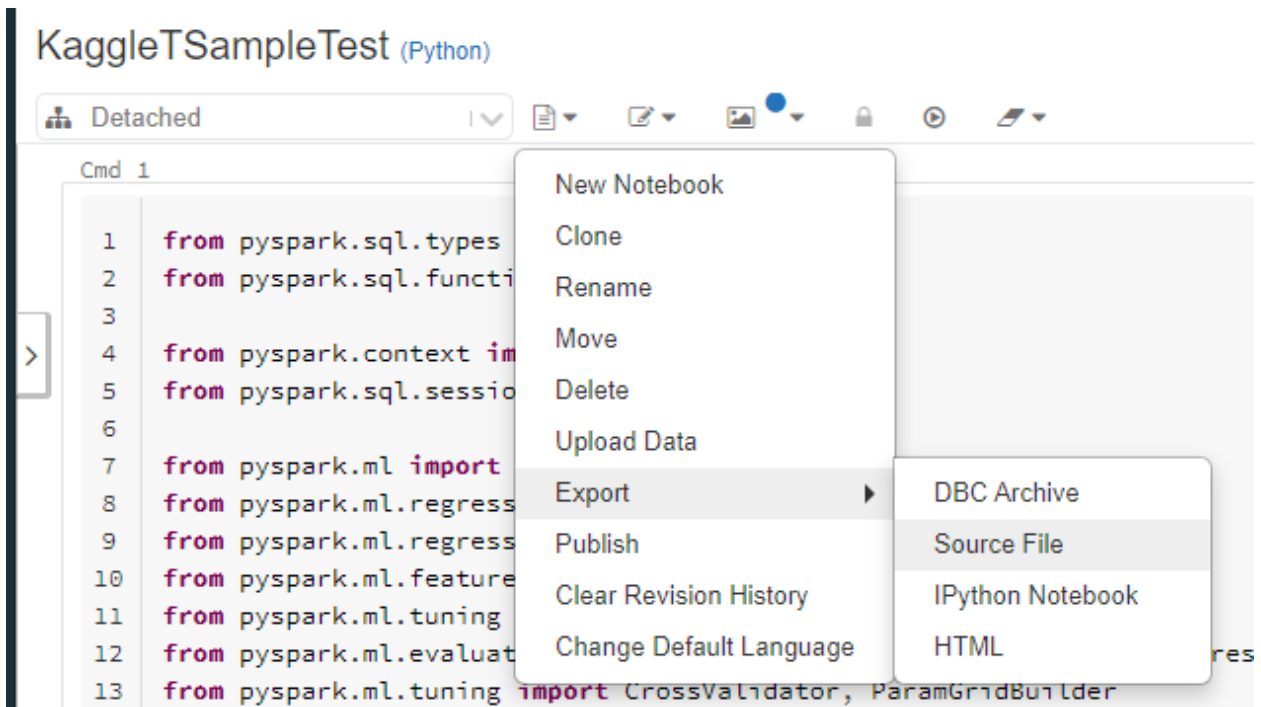 KaggleTSampleTest (Python)
Detached
Cmd 1
1 from pyspark.sql.types
2 from pyspark.sql.functi
3
4 from pyspark.context im
5 from pyspark.sql.sessio
6
7 from pyspark.ml import
8 from pyspark.ml.regress
9 from pyspark.ml.regress
10 from pyspark.ml.feature
11 from pyspark.ml.tuning
12 from pyspark.ml.evaluat
res
13 from pyspark.ml.tuning import CrossValidator, ParamGridBuilder
New Notebook
Clone
Rename
Move
Delete
Upload Data
Export
Publish
Clear Revision History
Change Default Language
DBC Archive
Source File
IPython Notebook
HTML